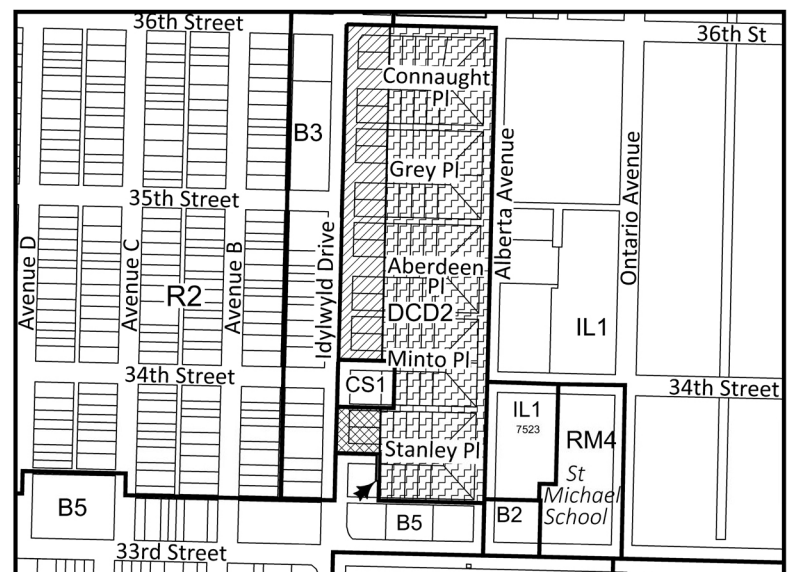 36th Street
36th St
Connaught
Pl
B3
Grey Pl
Alberta Avenue
Ontario Avenue
35th Street
Avenue D
Avenue C
Avenue B
Idylwyld Drive
Aberdeen
Pl
R2
DCD2
IL1
Minto Pl
34th Street
CS1
34th Street
IL1
7523
RM4
Stanley Pl
St
Michael
School
B5
B5
B2
33rd Street